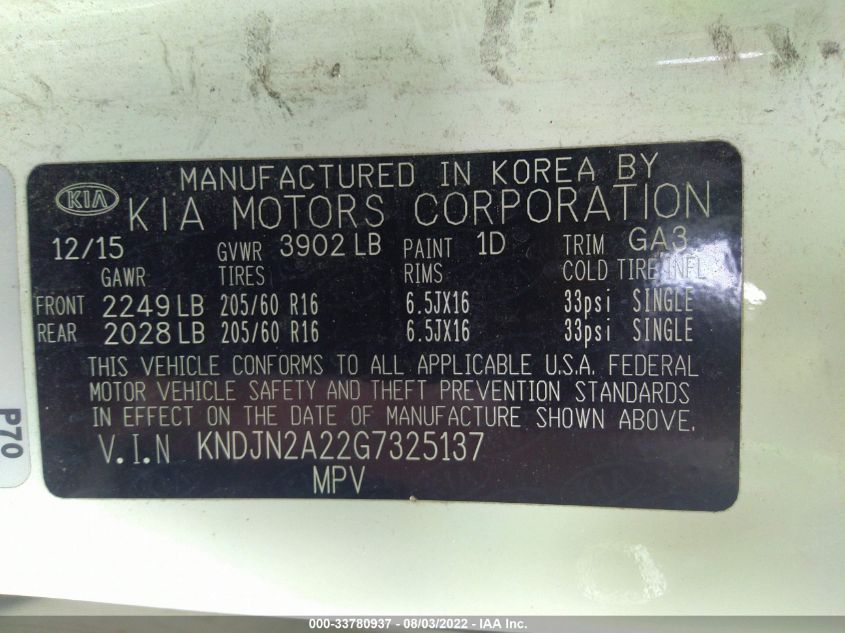 MANUFACTURED IN KOREA BY
KIA KIA MOTORS CORPORATION
12/15 GVWR 3902 LB PAINT 1D TRIM GA3
GAWR TIRES RIMS COLD TIRE INFL
FRONT 2249 LB 205/60 R16 6.5JX16 33psi SINGLE
REAR 2028 LB 205/60 R16 6.5JX16 33psi SINGLE
THIS VEHICLE CONFORMS TO ALL APPLICABLE U.S.A. FEDERAL
MOTOR VEHICLE SAFETY AND THEFT PREVENTION STANDARDS
IN EFFECT ON THE DATE OF MANUFACTURE SHOWN ABOVE.
V.I.N KNDJN2A22G7325137
MPV
P70
000-33780937 - 08/03/2022 - IAA Inc.